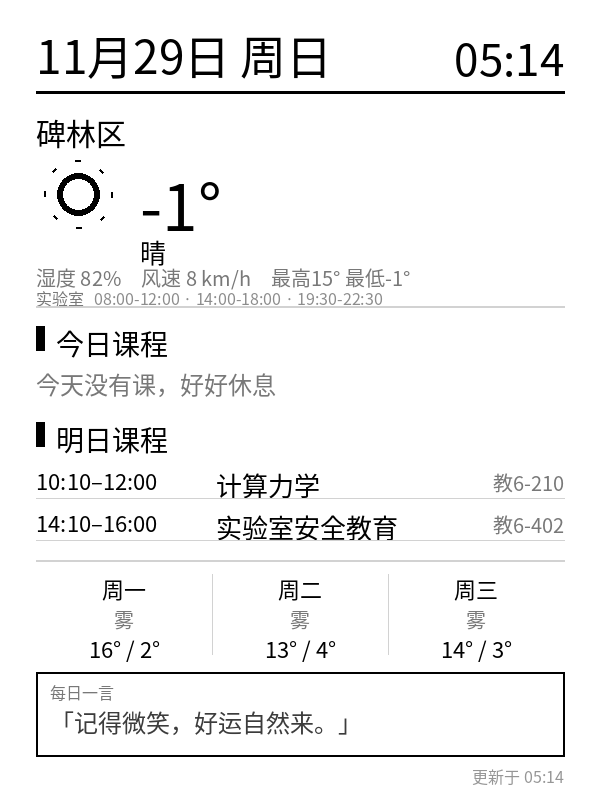 11月29日 周日 05:14
碑林区
-1°
晴
湿度 82% 风速 8 km/h 最高15° 最低-1°
实验室 08:00-12:00 · 14:00-18:00 · 19:30-22:30
今日课程
今天没有课，好好休息
明日课程
10:10–12:00 计算力学 教6-210
14:10–16:00 实验室安全教育 教6-402
周一 周二 周三
雾 雾 雾
16° / 2° 13° / 4° 14° / 3°
每日一言
「记得微笑，好运自然来。」
更新于 05:14